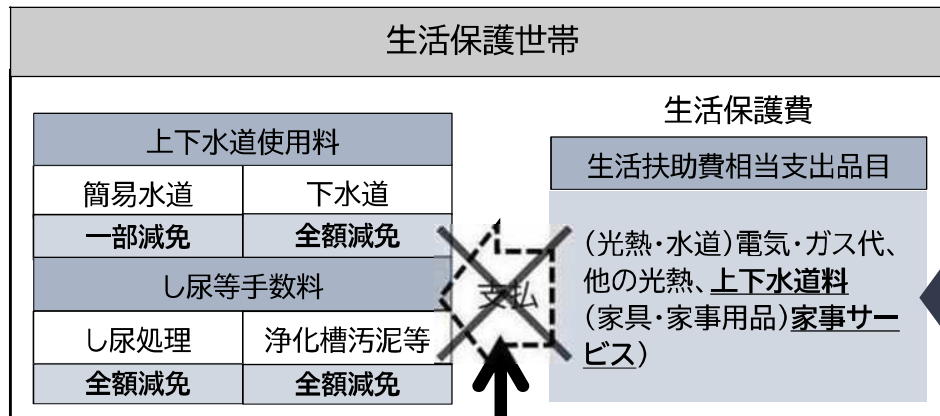 生活保護世帯
上下水道使用料
簡易水道 下水道
一部減免 全額減免
し尿等手数料
し尿処理 浄化槽汚泥等
全額減免 全額減免
支払
生活保護費
生活扶助費相当支出品目
(光熱・水道)電気・ガス代、
他の光熱、上下水道料
(家具・家事用品)家事サー
ビス)